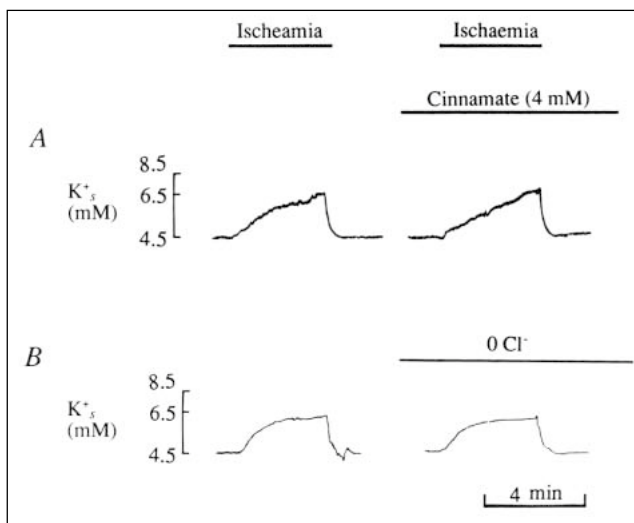 Ischeamia Ischaemia
Cinnamate (4 mM)
A
8.5
K⁺ₛ 6.5
(mM)
4.5
0 Cl⁻
B
8.5
K⁺ₛ 6.5
(mM)
4.5
4 min